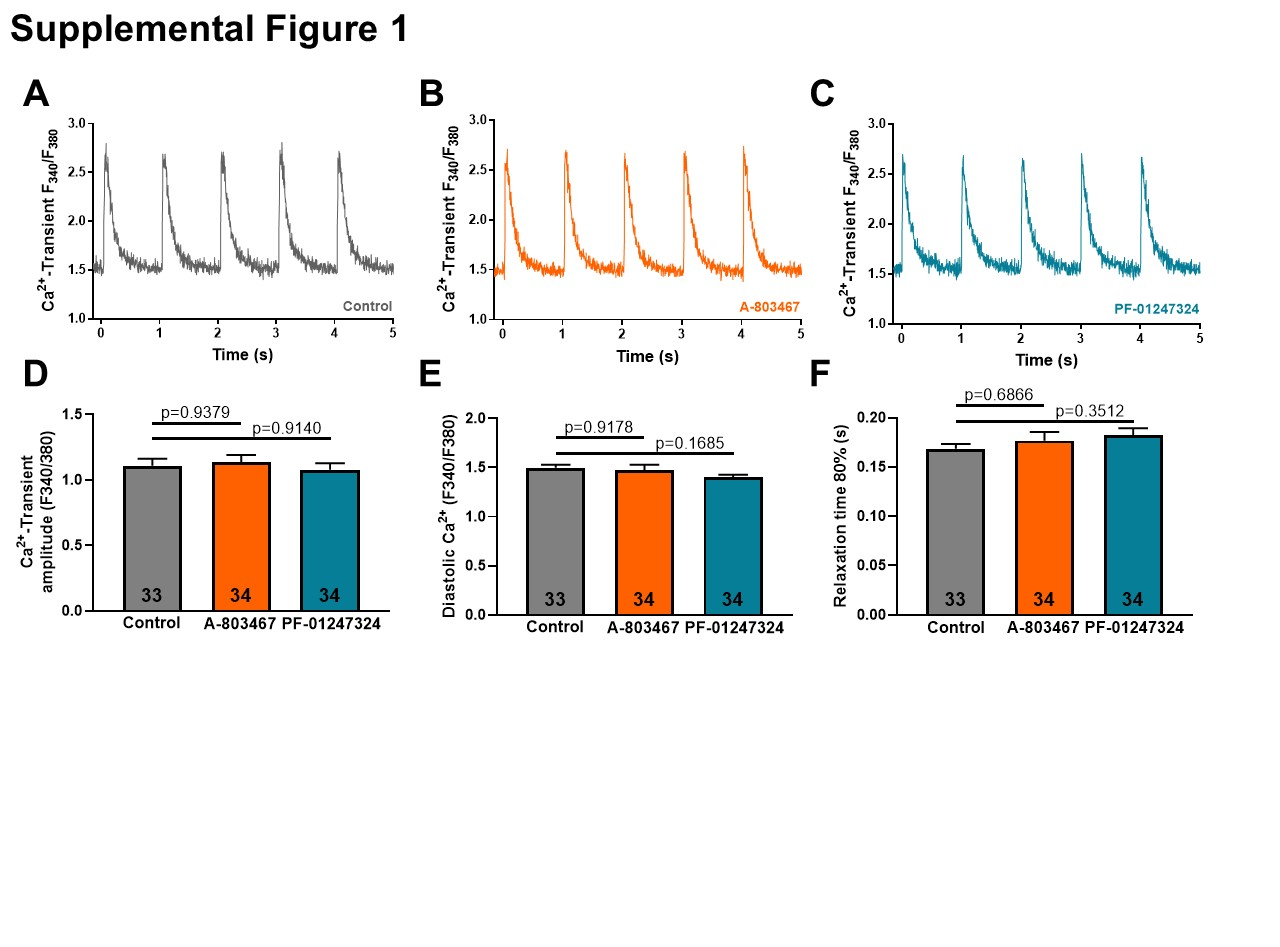 Supplemental Figure 1
A
Ca2+-Transient F340/F380
3.0
2.5
2.0
1.5
1.0
0 1 2 3 4 5
Time (s)
Control
B
Ca2+-Transient F340/F380
3.0
2.5
2.0
1.5
1.0
0 1 2 3 4 5
Time (s)
A-803467
C
Ca2+-Transient F340/F380
3.0
2.5
2.0
1.5
1.0
0 1 2 3 4 5
Time (s)
PF-01247324
D
Ca2+-Transient
amplitude (F340/380)
1.5
1.0
0.5
0.0
p=0.9379
p=0.9140
33 34 34
Control A-803467 PF-01247324
E
Diastolic Ca2+ (F340/F380)
2.0
1.5
1.0
0.5
0.0
p=0.9178
p=0.1685
33 34 34
Control A-803467 PF-01247324
F
Relaxation time 80% (s)
0.20
0.15
0.10
0.05
0.00
p=0.6866
p=0.3512
33 34 34
Control A-803467 PF-01247324